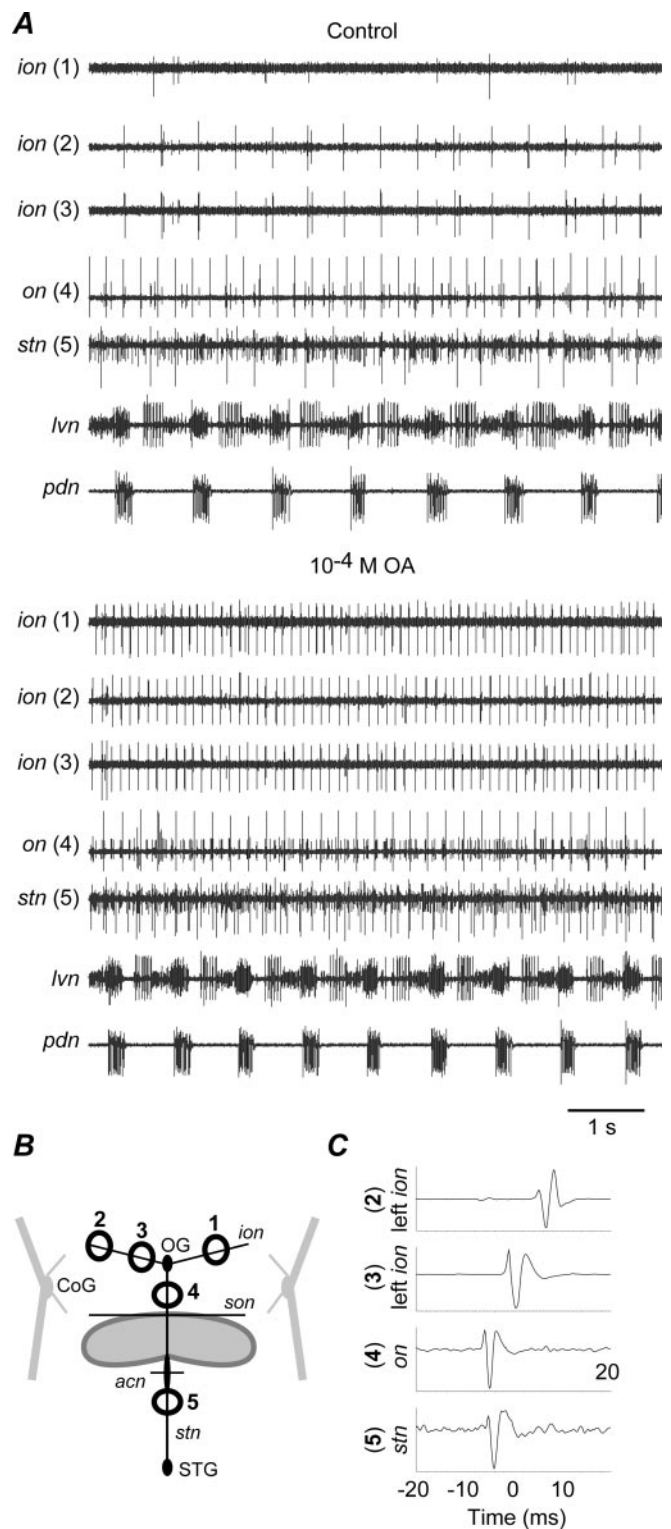 A
Control
ion (1)
ion (2)
ion (3)
on (4)
stn (5)
lvn
pdn
10-4 M OA
ion (1)
ion (2)
ion (3)
on (4)
stn (5)
lvn
pdn
1 s
B
2
3
1
ion
OG
CoG
4
son
acn
5
stn
STG
C
(2)
left ion
(3)
left ion
(4)
on
20
(5)
stn
-20 -10 0 10
Time (ms)